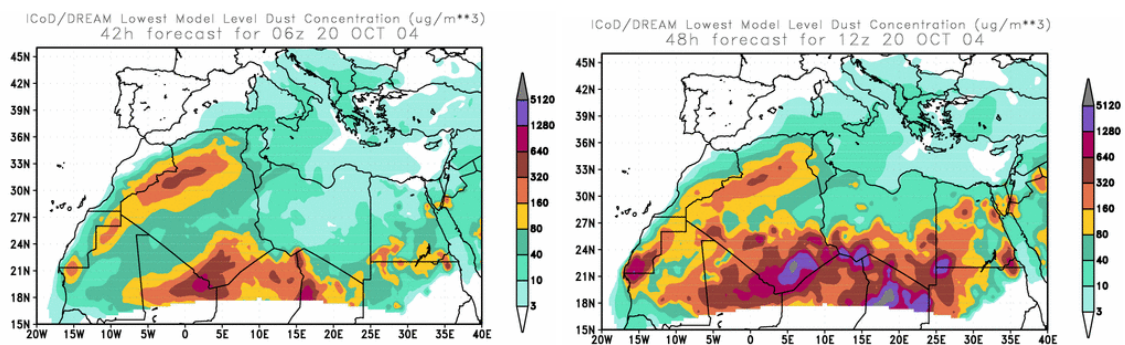 ICoD/DREAM Lowest Model Level Dust Concentration (ug/m**3)
42h forecast for 06z 20 OCT 04
45N
42N
39N
36N
33N
30N
27N
24N
21N
18N
15N
20W 15W 10W 5W 0 5E 10E 15E 20E 25E 30E 35E 40E
5120
1280
640
320
160
80
40
10
3
ICoD/DREAM Lowest Model Level Dust Concentration (ug/m**3)
48h forecast for 12z 20 OCT 04
45N
42N
39N
36N
33N
30N
27N
24N
21N
18N
15N
20W 15W 10W 5W 0 5E 10E 15E 20E 25E 30E 35E 40E
5120
1280
640
320
160
80
40
10
3